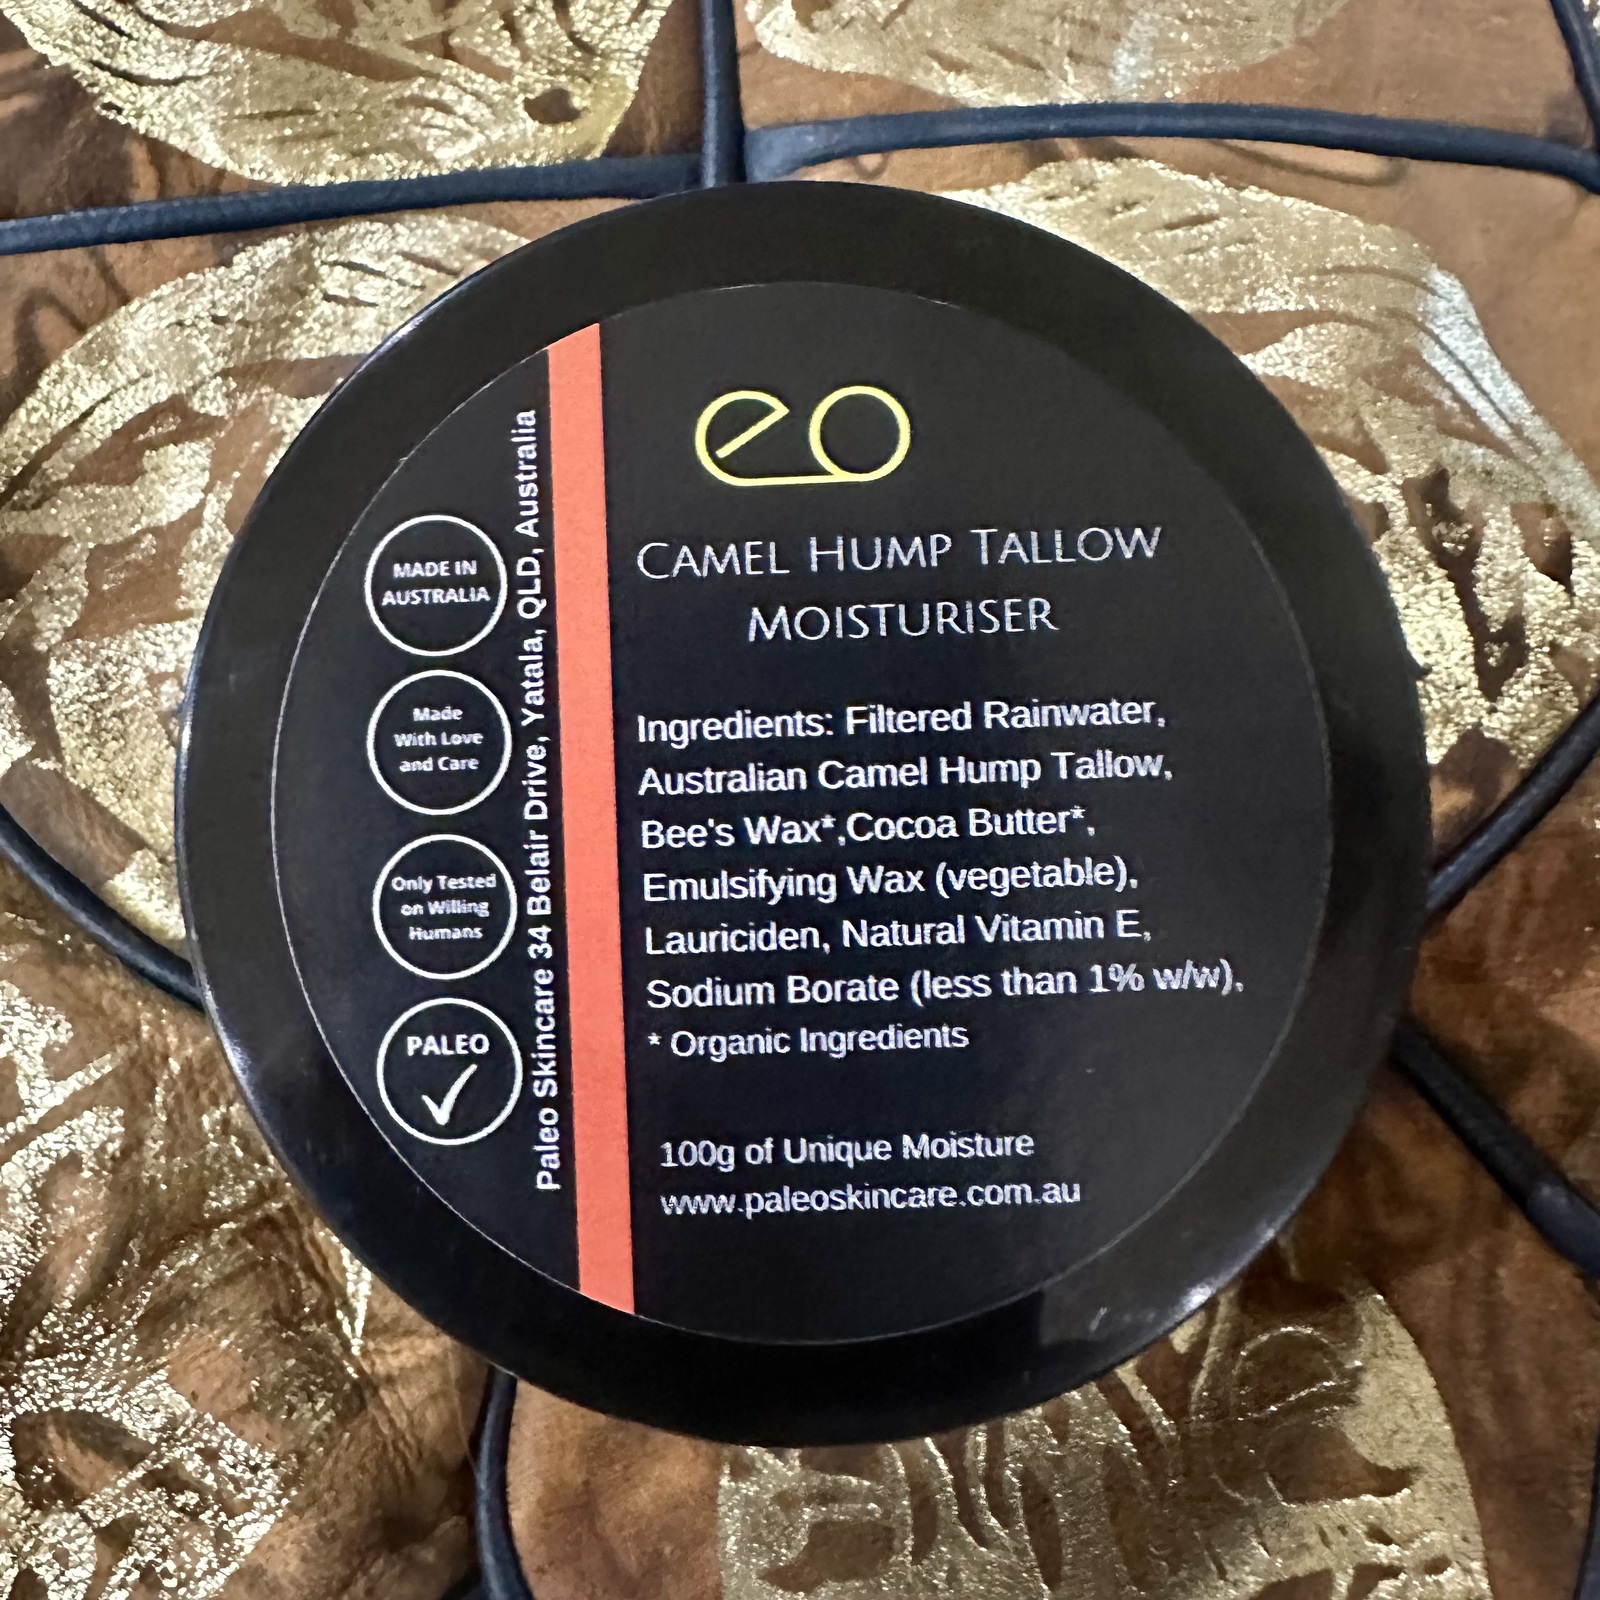 eo
CAMEL HUMP TALLOW
MOISTURISER
Ingredients: Filtered Rainwater,
Australian Camel Hump Tallow,
Bee's Wax*,Cocoa Butter*,
Emulsifying Wax (vegetable),
Lauriciden, Natural Vitamin E,
Sodium Borate (less than 1% w/w),
* Organic Ingredients
100g of Unique Moisture
www.paleoskincare.com.au
Paleo Skincare 34 Belair Drive, Yatala, QLD, Australia
MADE IN
AUSTRALIA
Made
With Love
and Care
Only Tested
on Willing
Humans
PALEO